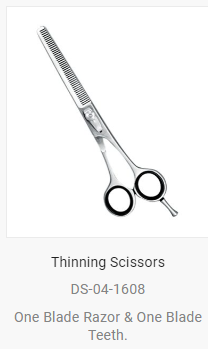 Thinning Scissors
DS-04-1608
One Blade Razor & One Blade
Teeth.